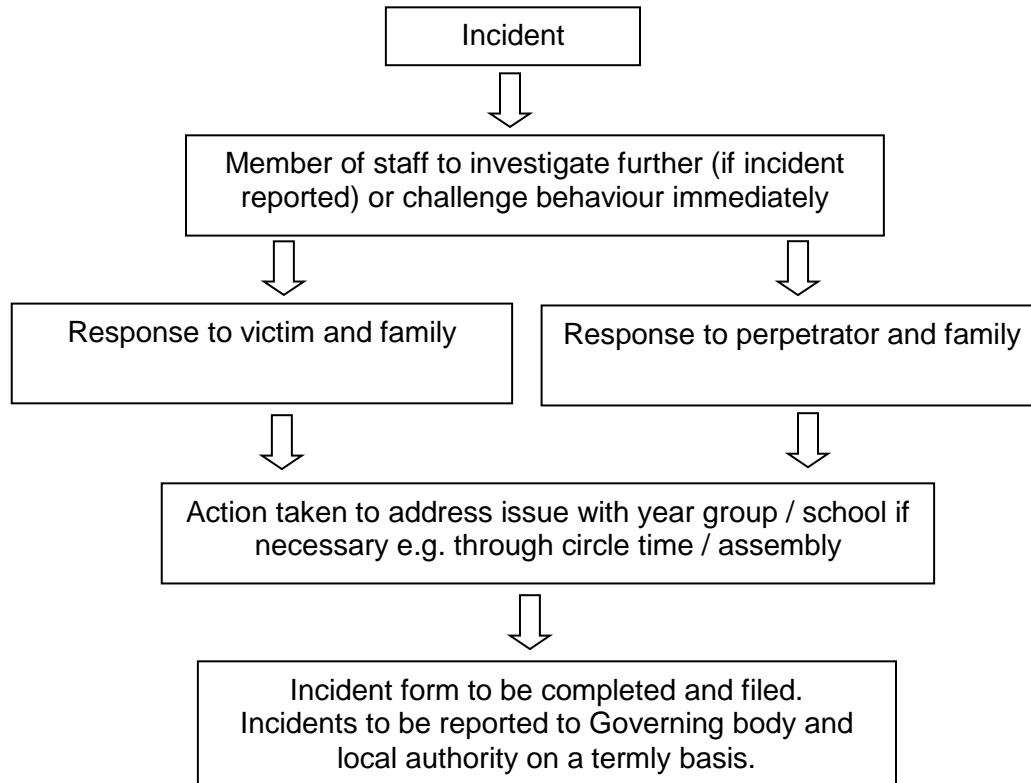 Incident
Member of staff to investigate further (if incident
reported) or challenge behaviour immediately
Response to victim and family
Response to perpetrator and family
Action taken to address issue with year group / school if
necessary e.g. through circle time / assembly
Incident form to be completed and filed.
Incidents to be reported to Governing body and
local authority on a termly basis.